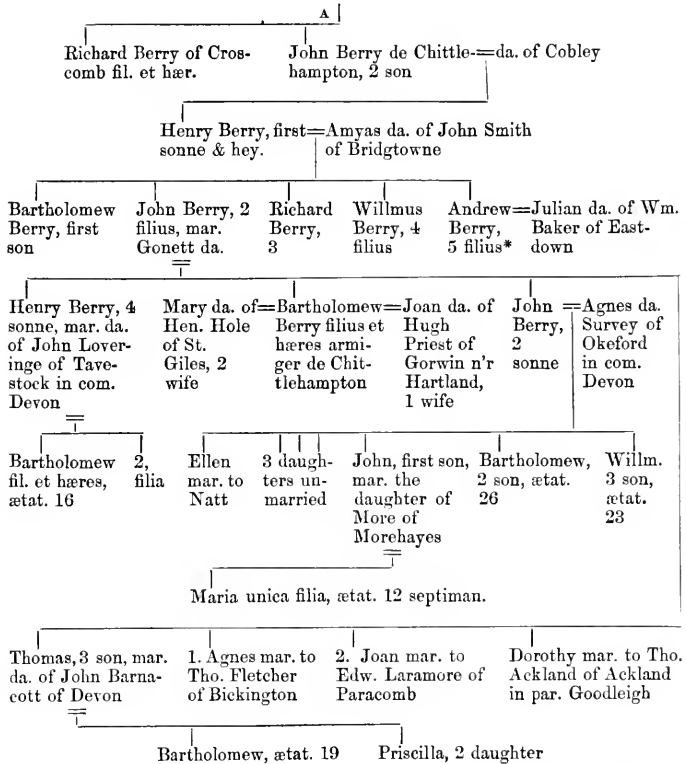 A
Richard Berry of Cros-
comb fil. et hær.
John Berry de Chittle-=da. of Cobley
hampton, 2 son
Henry Berry, first=Amyas da. of John Smith
sonne & hey.
of Bridgtowne
Bartholomew
Berry, first
son
John Berry, 2
filius, mar.
Gonett da.
Richard
Berry,
3
Willmus
Berry, 4
filius
Andrew=Julian da. of Wm.
Berry,
5 filius*
Baker of East-
down
Henry Berry, 4
sonne, mar. da.
of John Lover-
inge of Tave-
stock in com.
Devon
Mary da. of=
Hen. Hole
of St.
Giles, 2
wife
Bartholomew=
Berry filius et
hæres armi-
ger de Chit-
tlehampton
Joan da. of
Hugh
Priest of
Gorwin n'r
Hartland,
1 wife
John =
Berry,
2
sonne
Agnes da.
Survey of
Okeford
in com.
Devon
Bartholomew
fil. et hæres,
ætat. 16
2,
filia
Ellen
mar. to
Natt
3 daugh-
ters un-
married
John, first son,
mar. the
daughter of
More of
Morehayes
Bartholomew,
2 son, ætat.
26
Willm.
3 son,
ætat.
23
Maria unica filia, ætat. 12 septiman.
Thomas, 3 son, mar.
da. of John Barna-
cott of Devon
1. Agnes mar. to
Tho. Fletcher
of Bickington
2. Joan mar. to
Edw. Laramore of
Paracomb
Dorothy mar. to Tho.
Ackland of Ackland
in par. Goodleigh
Bartholomew, ætat. 19
Priscilla, 2 daughter